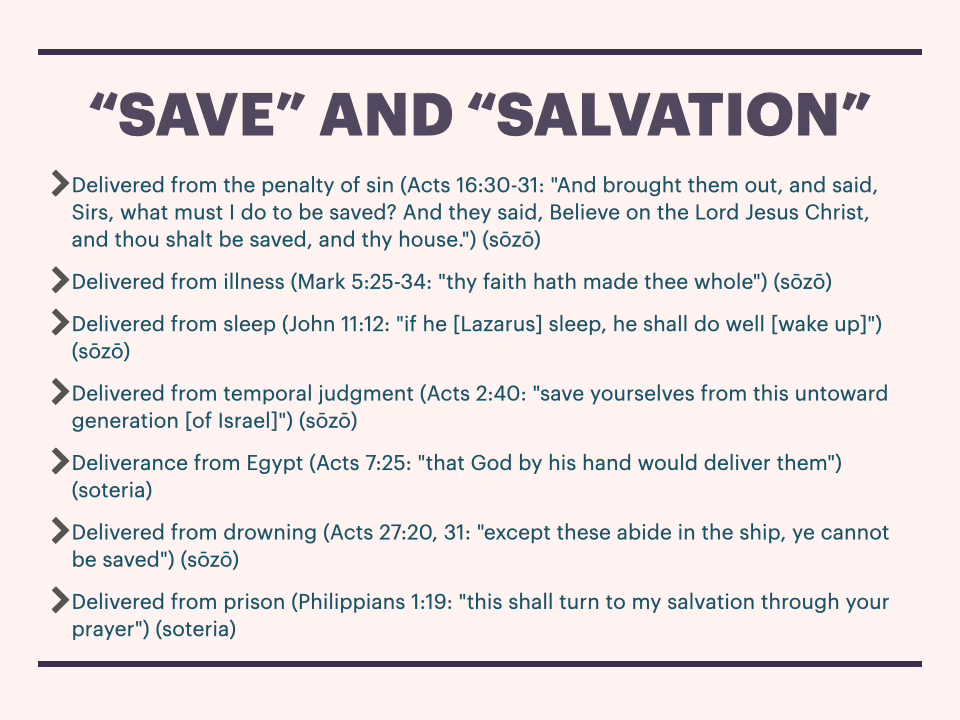 “SAVE” AND “SALVATION”
Delivered from the penalty of sin (Acts 16:30-31: "And brought them out, and said,
Sirs, what must I do to be saved? And they said, Believe on the Lord Jesus Christ,
and thou shalt be saved, and thy house.") (sōzō)
Delivered from illness (Mark 5:25-34: "thy faith hath made thee whole") (sōzō)
Delivered from sleep (John 11:12: "if he [Lazarus] sleep, he shall do well [wake up]")
(sōzō)
Delivered from temporal judgment (Acts 2:40: "save yourselves from this untoward
generation [of Israel]") (sōzō)
Deliverance from Egypt (Acts 7:25: "that God by his hand would deliver them")
(soteria)
Delivered from drowning (Acts 27:20, 31: "except these abide in the ship, ye cannot
be saved") (sōzō)
Delivered from prison (Philippians 1:19: "this shall turn to my salvation through your
prayer") (soteria)